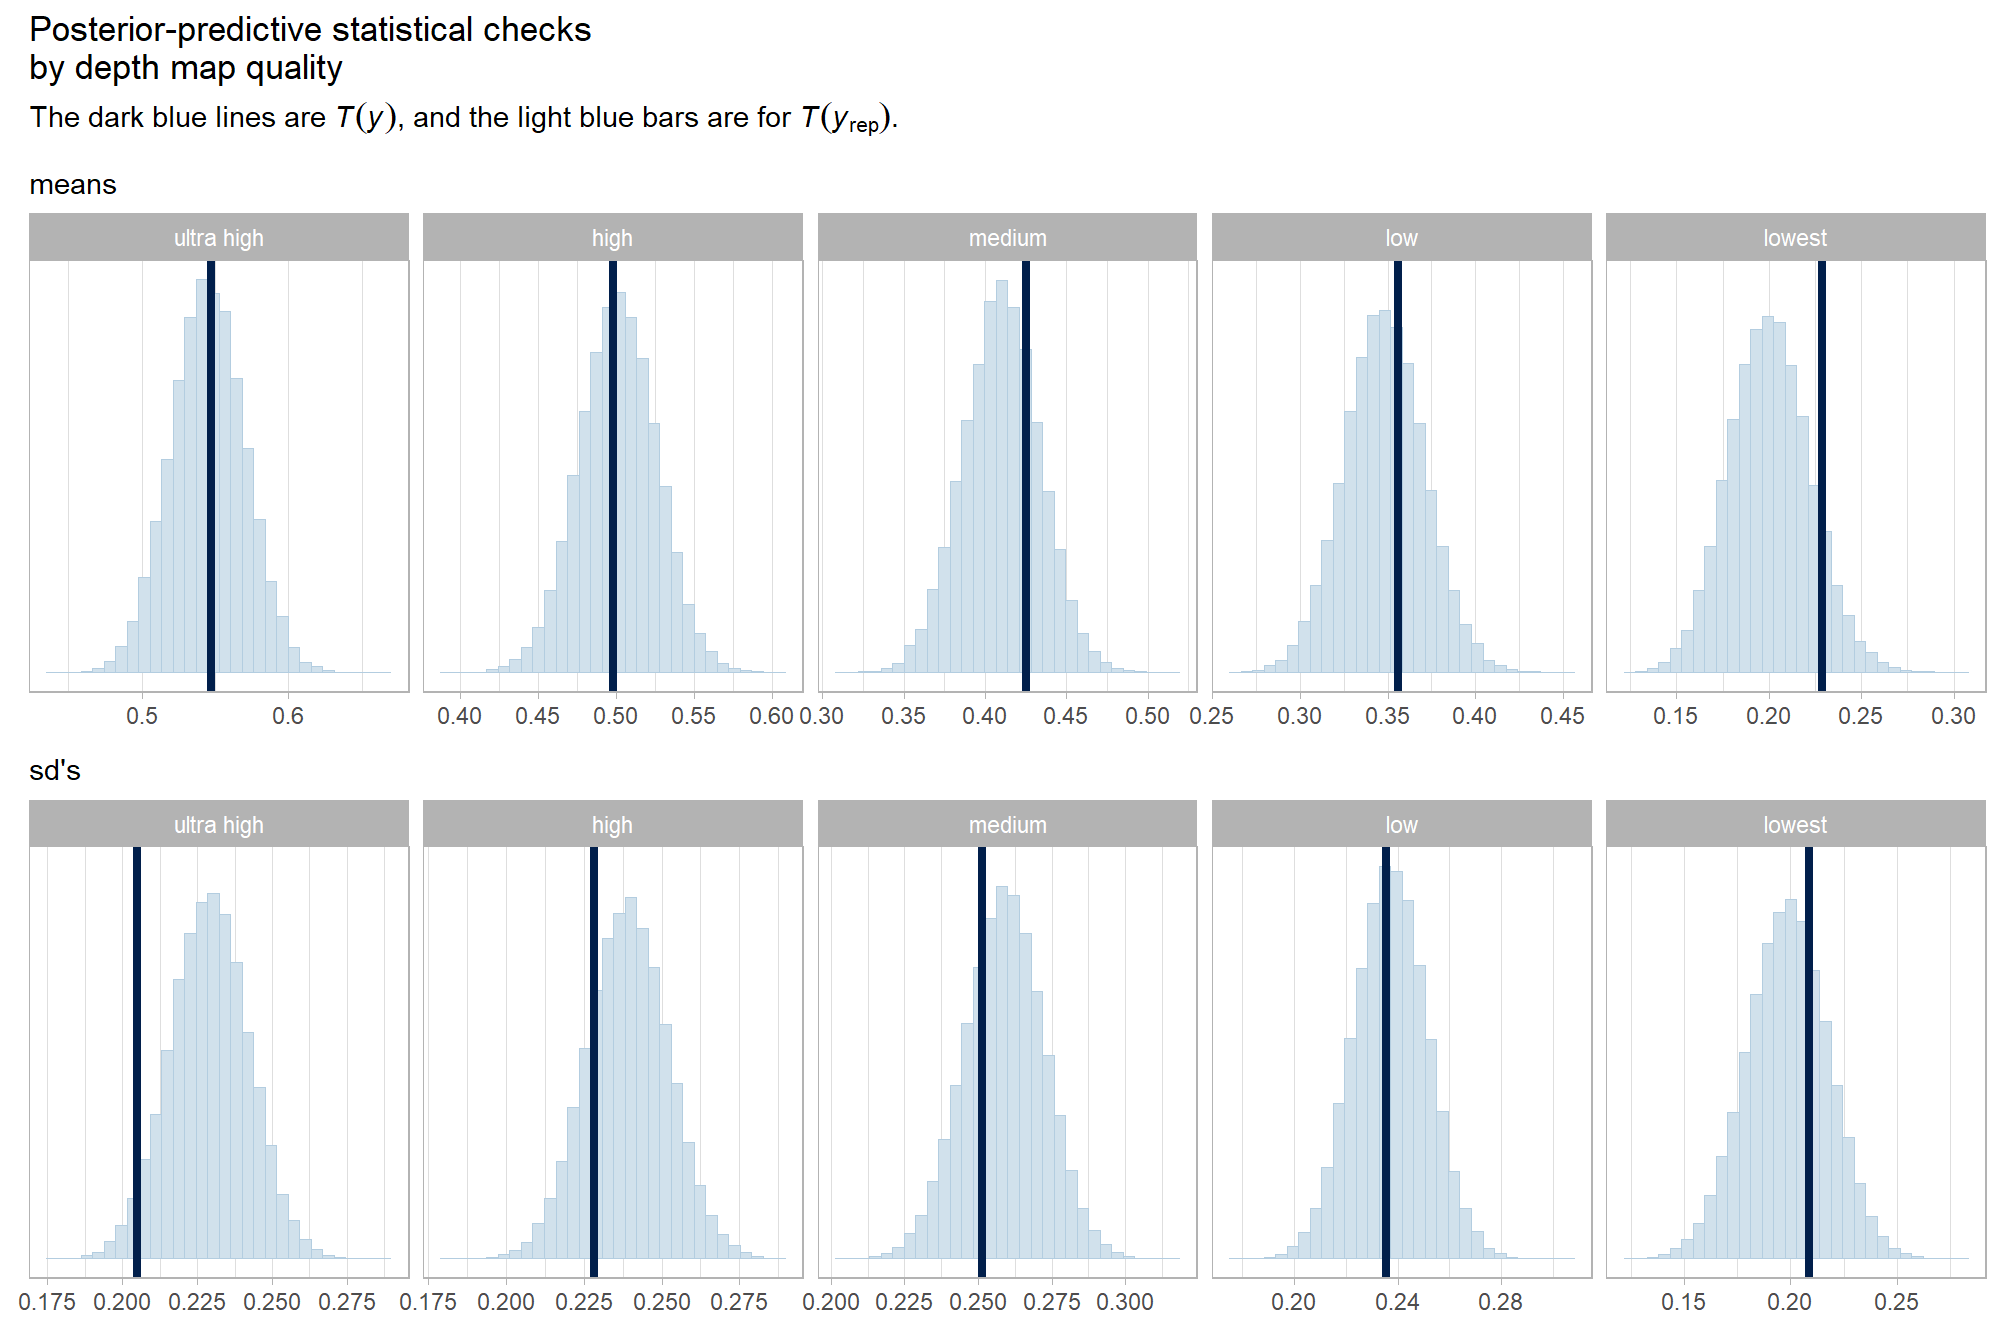 Posterior-predictive statistical checks
by depth map quality
The dark blue lines are T(y), and the light blue bars are for T(y_rep).
means
ultra high high medium low lowest
0.5 0.6 0.40 0.45 0.50 0.55 0.60 0.30 0.35 0.40 0.45 0.50 0.25 0.30 0.35 0.40 0.45 0.15 0.20 0.25 0.30
sd's
ultra high high medium low lowest
0.175 0.200 0.225 0.250 0.275 0.175 0.200 0.225 0.250 0.275 0.200 0.225 0.250 0.275 0.300 0.20 0.24 0.28 0.15 0.20 0.25